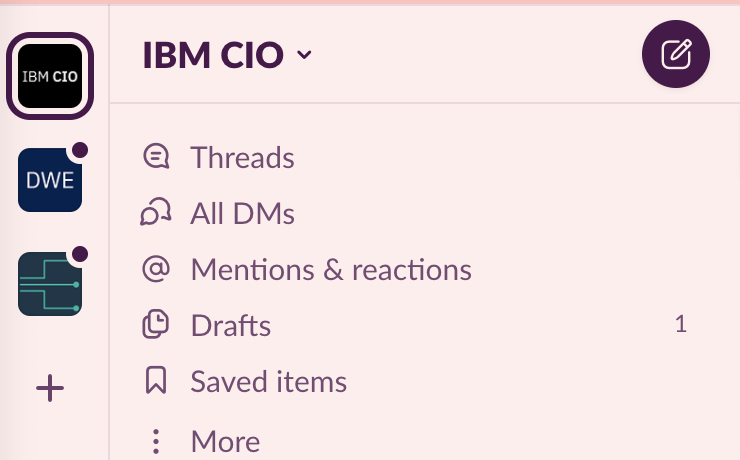 IBM CIO
DWE
IBM CIO
Threads
All DMs
Mentions & reactions
Drafts 1
Saved items
More